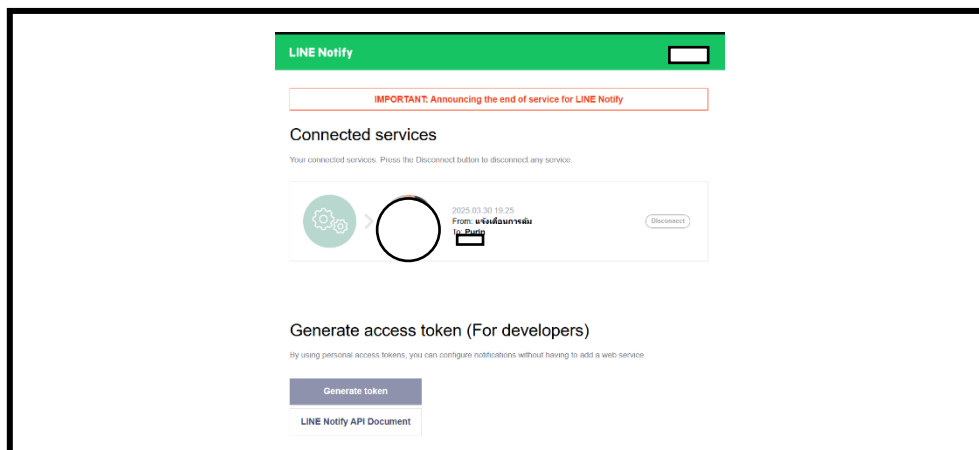 LINE Notify
IMPORTANT: Announcing the end of service for LINE Notify
Connected services
Your connected services. Press the Disconnect button to disconnect any service.
2025.03.30 19:25
From: แจ้งเตือนการล้ม
To: Purin
Disconnect
Generate access token (For developers)
By using personal access tokens, you can configure notifications without having to add a web service.
Generate token
LINE Notify API Document